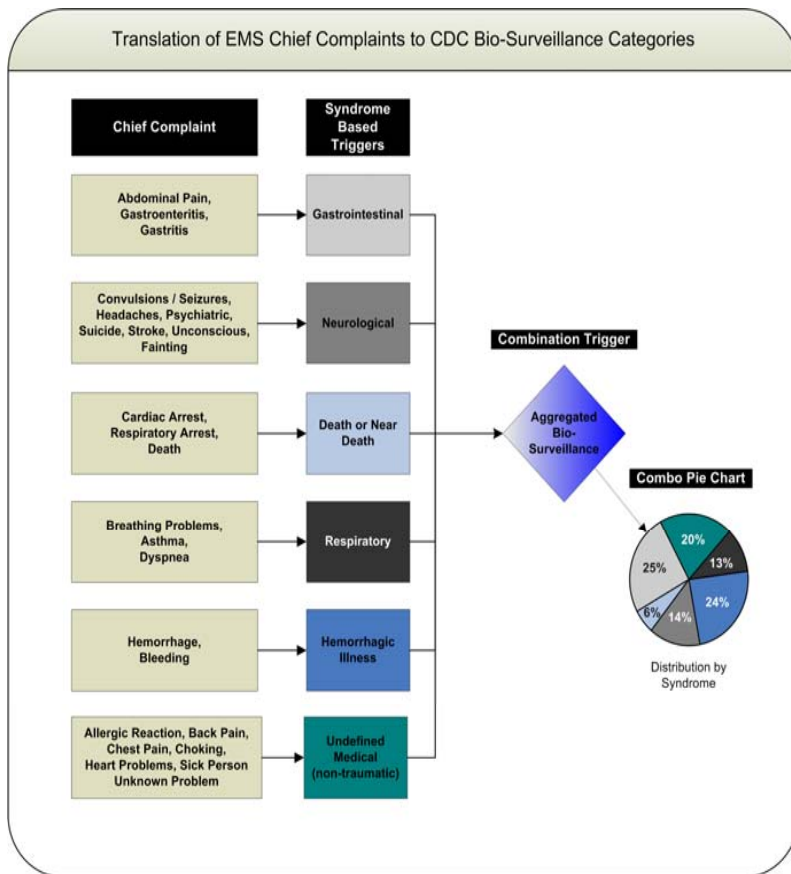 Translation of EMS Chief Complaints to CDC Bio-Surveillance Categories
Chief Complaint
Syndrome
Based
Triggers
Abdominal Pain,
Gastroenteritis,
Gastritis
Gastrointestinal
Convulsions / Seizures,
Headaches, Psychiatric,
Suicide, Stroke, Unconscious,
Fainting
Neurological
Cardiac Arrest,
Respiratory Arrest,
Death
Death or Near
Death
Breathing Problems,
Asthma,
Dyspnea
Respiratory
Hemorrhage,
Bleeding
Hemorrhagic
Illness
Allergic Reaction, Back Pain,
Chest Pain, Choking,
Heart Problems, Sick Person
Unknown Problem
Undefined
Medical
(non-traumatic)
Combination Trigger
Aggregated
Bio-
Surveillance
Combo Pie Chart
20%
13%
25%
24%
6%
14%
Distribution by
Syndrome